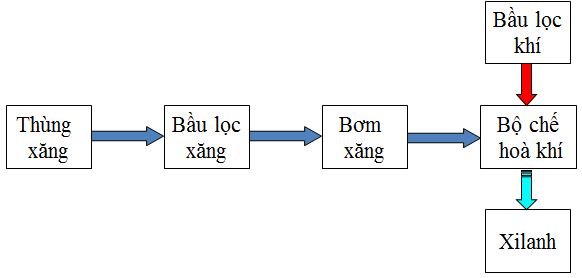 Bầu lọc
khí
Thùng
xăng
Bầu lọc
xăng
Bơm
xăng
Bộ chế
hoà khí
Xilanh